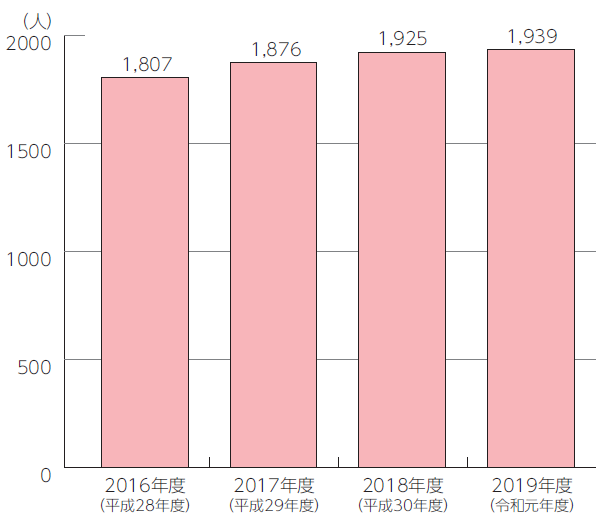 (人)
2000
1,807
1,876
1,925
1,939
1500
1000
500
0
2016年度
(平成28年度)
2017年度
(平成29年度)
2018年度
(平成30年度)
2019年度
(令和元年度)